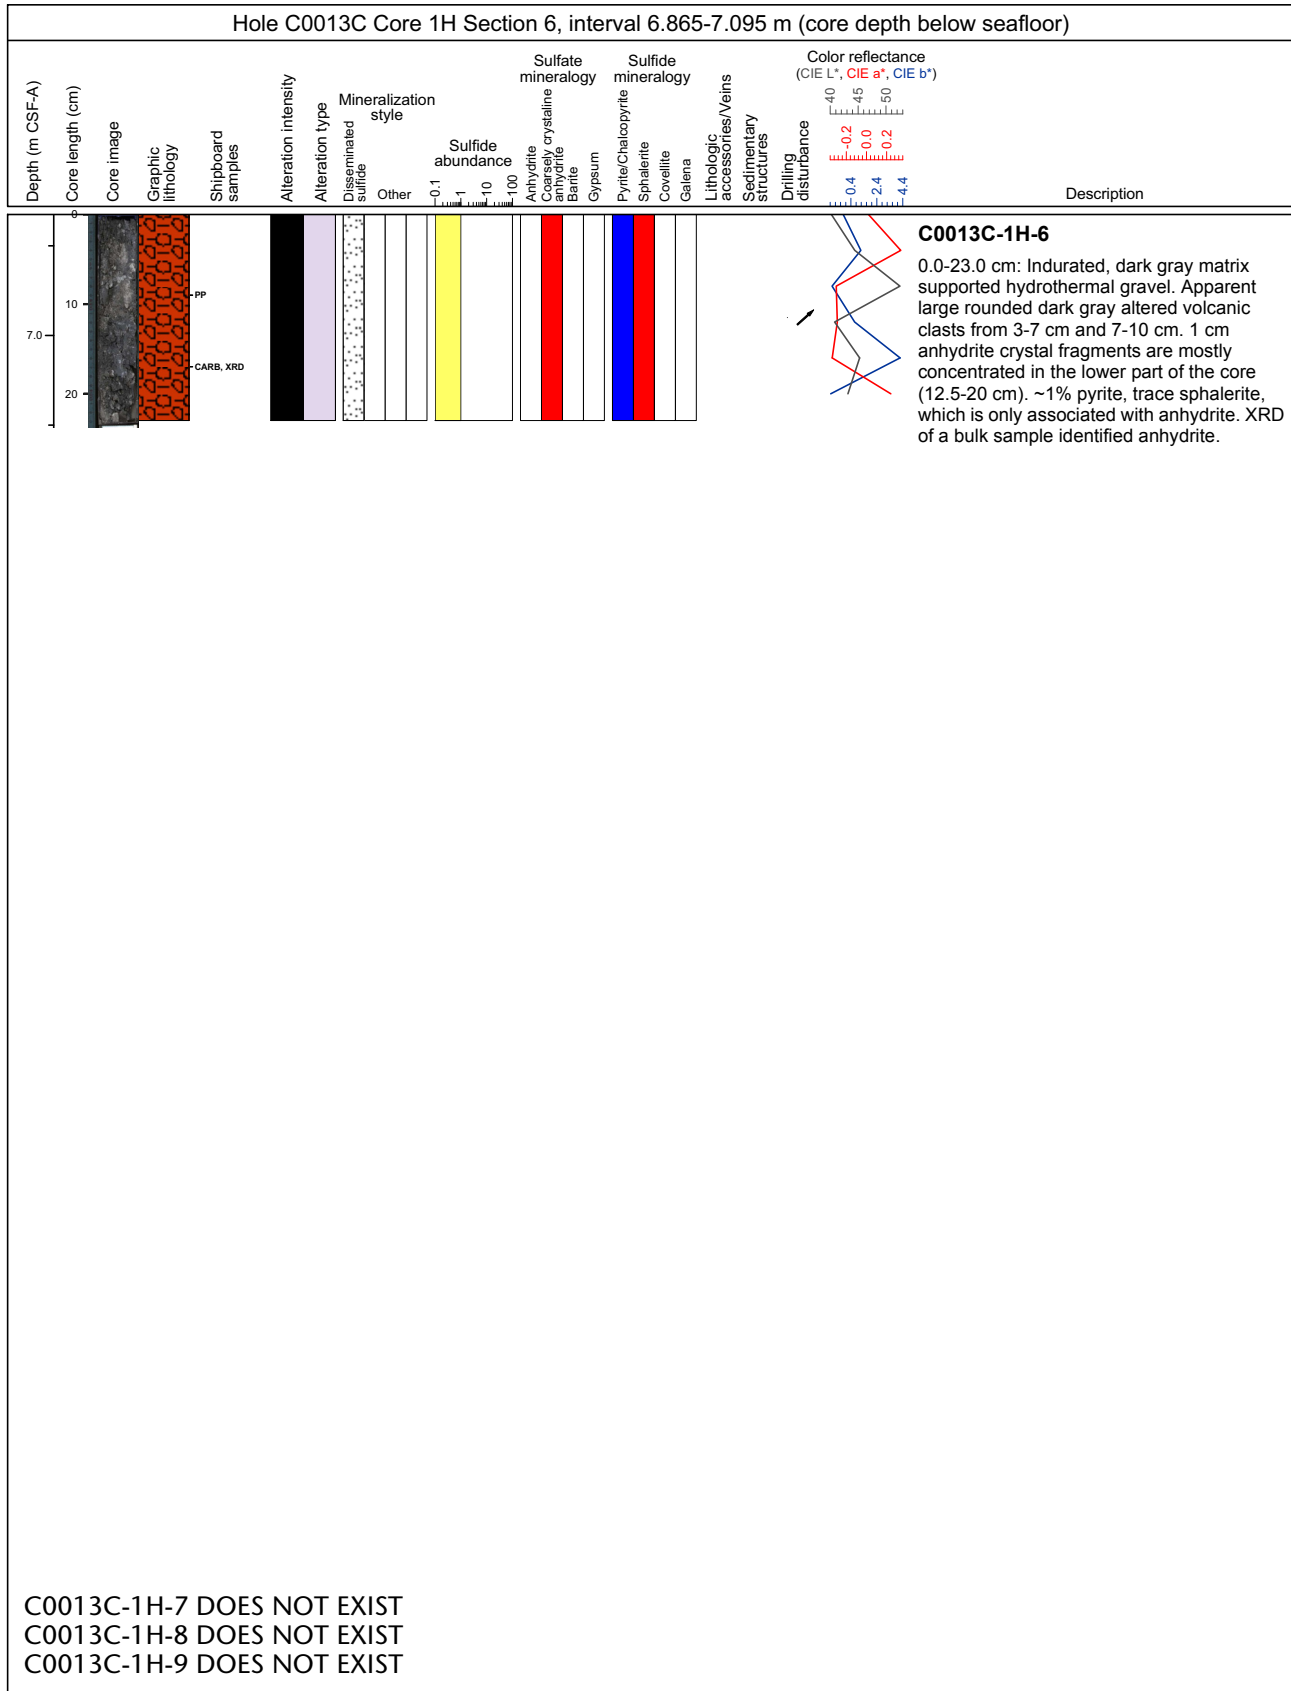 Hole C0013C Core 1H Section 6, interval 6.865-7.095 m (core depth below seafloor)
Depth (m CSF-A)
Core length (cm)
Core image
Graphic
lithology
Shipboard
samples
Alteration intensity
Alteration type
Mineralization
style
Disseminated
sulfide
Other
Sulfide
abundance
0.1
1
10
100
Sulfate
mineralogy
Anhydrite
Coarsely crystaline
anhydrite
Barite
Gypsum
Sulfide
mineralogy
Pyrite/Chalcopyrite
Sphalerite
Covellite
Galena
Lithologic
accessories/Veins
Sedimentary
structures
Drilling
disturbance
Color reflectance
(CIE L*, CIE a*, CIE b*)
40
45
50
-0.2
0.0
0.2
0.4
2.4
4.4
Description
0
10
20
7.0
PP
CARB, XRD
C0013C-1H-6
0.0-23.0 cm: Indurated, dark gray matrix
supported hydrothermal gravel. Apparent
large rounded dark gray altered volcanic
clasts from 3-7 cm and 7-10 cm. 1 cm
anhydrite crystal fragments are mostly
concentrated in the lower part of the core
(12.5-20 cm). ~1% pyrite, trace sphalerite,
which is only associated with anhydrite. XRD
of a bulk sample identified anhydrite.
C0013C-1H-7 DOES NOT EXIST
C0013C-1H-8 DOES NOT EXIST
C0013C-1H-9 DOES NOT EXIST